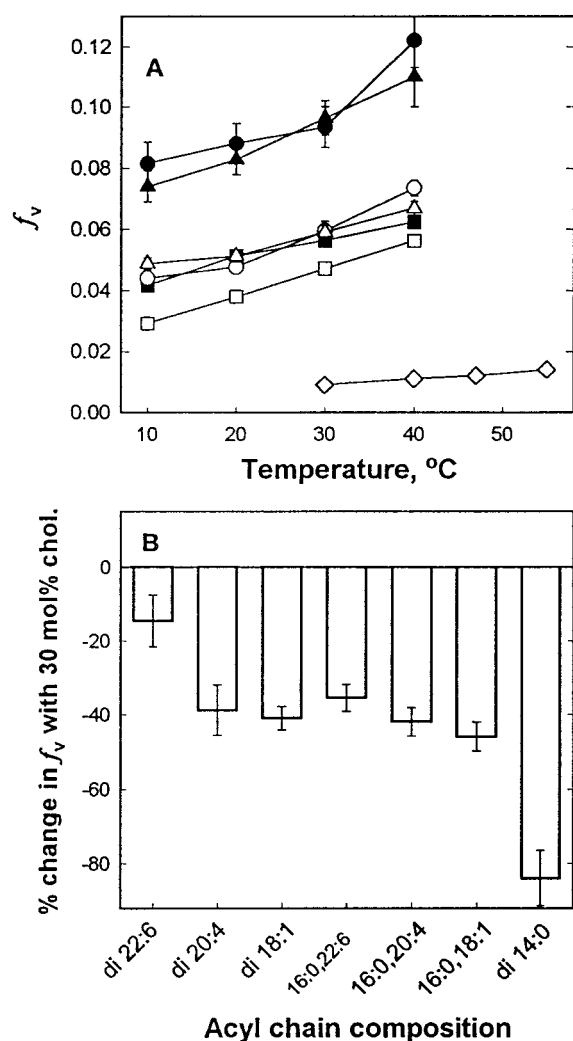 A
0.12
0.10
0.08
0.06
0.04
0.02
0.00
fv
10 20 30 40 50
Temperature, °C
B
0
-20
-40
-60
-80
% change in fv with 30 mol% chol.
di 22:6
di 20:4
di 18:1
16:0,22:6
16:0,20:4
16:0,18:1
di 14:0
Acyl chain composition